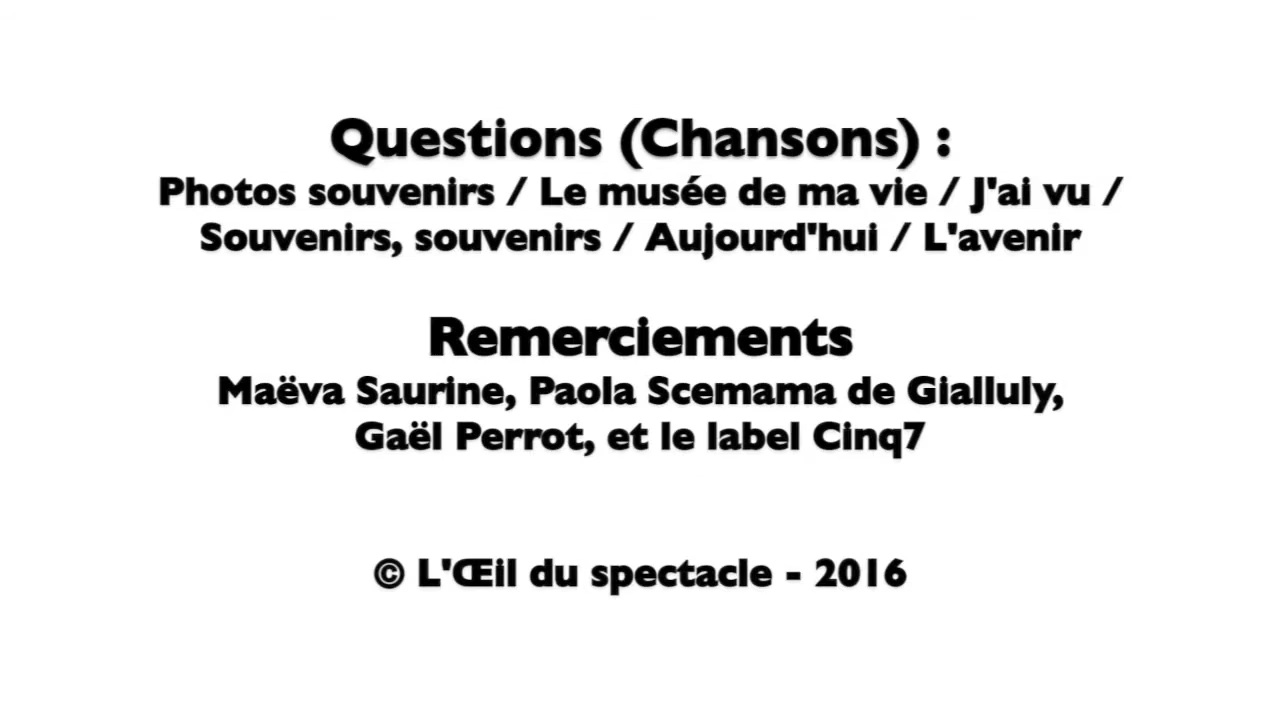 Questions (Chansons) :
Photos souvenirs / Le musée de ma vie / J'ai vu /
Souvenirs, souvenirs / Aujourd'hui / L'avenir
Remerciements
Maëva Saurine, Paola Scemama de Gialluly,
Gaël Perrot, et le label Cinq7
© L'Œil du spectacle - 2016